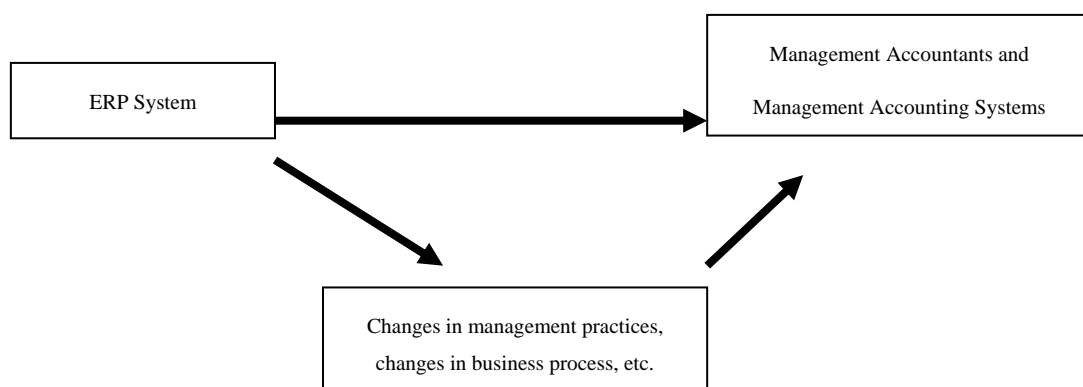 ERP System
Management Accountants and
Management Accounting Systems
Changes in management practices,
changes in business process, etc.